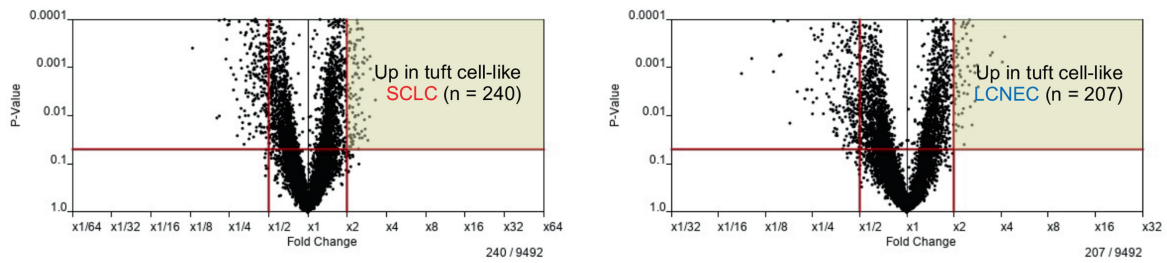 0.0001
0.001
0.01
0.1
1.0
P-Value
Up in tuft cell-like
SCLC (n = 240)
x1/64 x1/32 x1/16 x1/8 x1/4 x1/2 x1 x2 x4 x8 x16 x32 x64
Fold Change
240 / 9492
0.0001
0.001
0.01
0.1
1.0
P-Value
Up in tuft cell-like
LCNEC (n = 207)
x1/32 x1/16 x1/8 x1/4 x1/2 x1 x2 x4 x8 x16 x32
Fold Change
207 / 9492